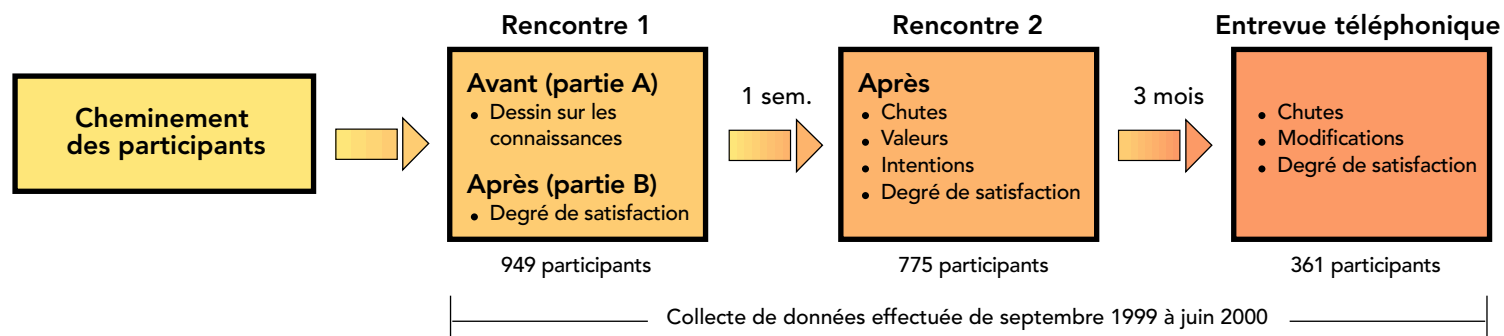 Cheminement
des participants
Rencontre 1
Avant (partie A)
• Dessin sur les
connaissances
Après (partie B)
• Degré de satisfaction
949 participants
1 sem.
Rencontre 2
Après
• Chutes
• Valeurs
• Intentions
• Degré de satisfaction
775 participants
3 mois
Entrevue téléphonique
• Chutes
• Modifications
• Degré de satisfaction
361 participants
Collecte de données effectuée de septembre 1999 à juin 2000